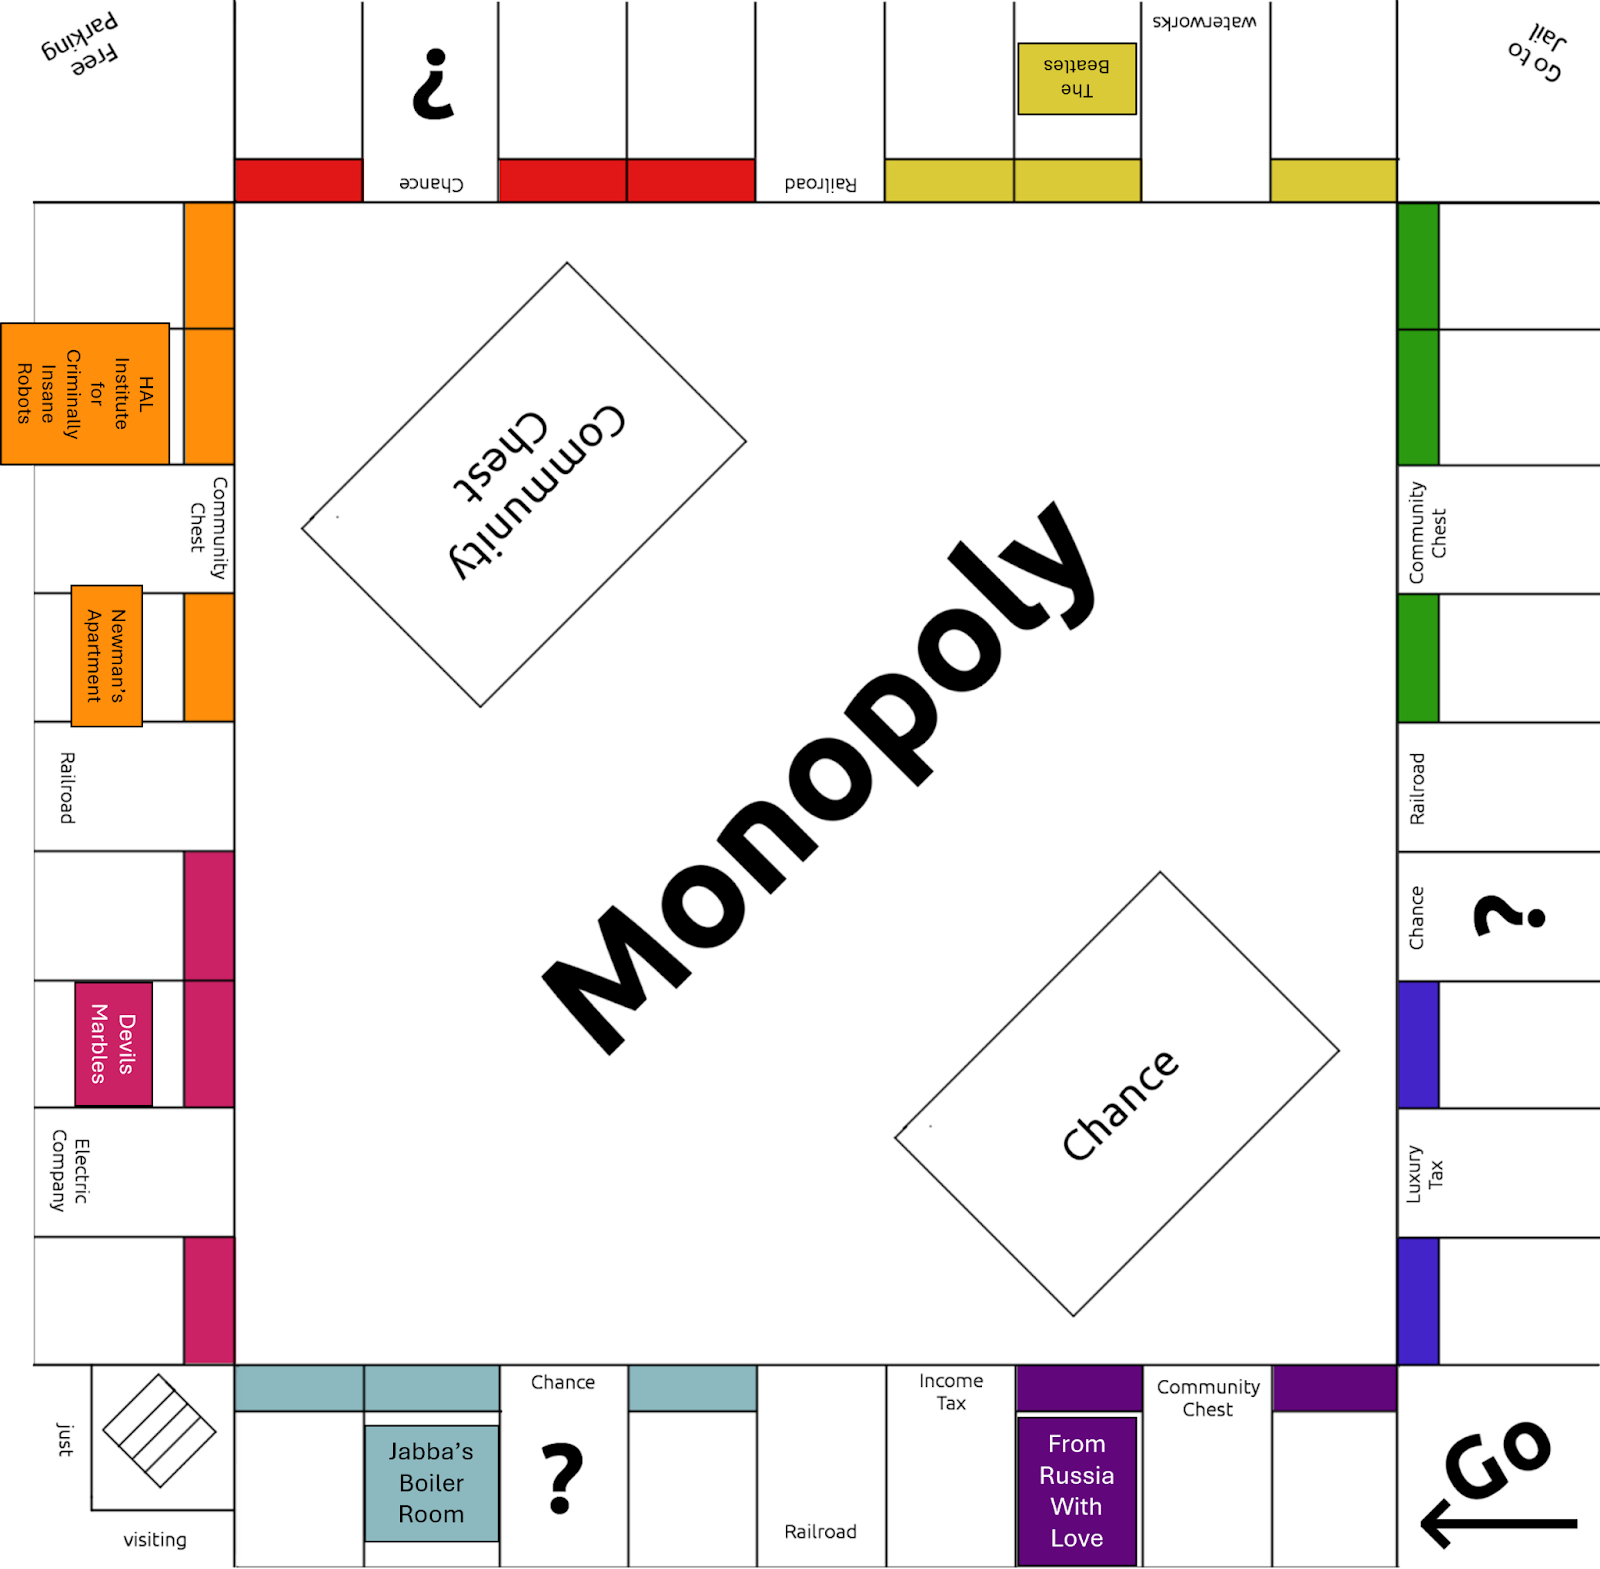 Free
Parking
?
Chance
Railroad
The
Beatles
waterworks
Go to
Jail
HAL
Institute
for
Criminally
Insane
Robots
Community
Chest
Newman's
Apartment
Railroad
Devils
Marbles
Electric
Company
Community
Chest
Monopoly
Chance
Community
Chest
Railroad
Chance
?
Luxury
Tax
just
visiting
Jabba's
Boiler
Room
Chance
?
Railroad
Income
Tax
From
Russia
With
Love
Community
Chest
Go